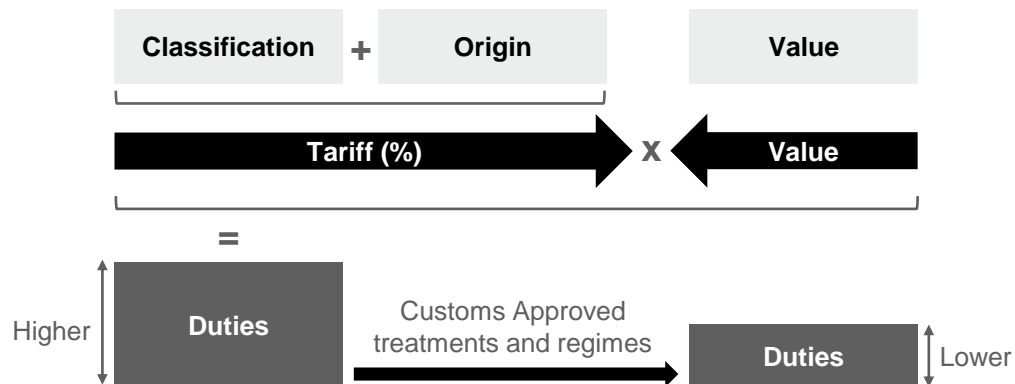 Classification + Origin Value
Tariff (%) x Value
=
Higher Duties Customs Approved
treatments and regimes Duties Lower